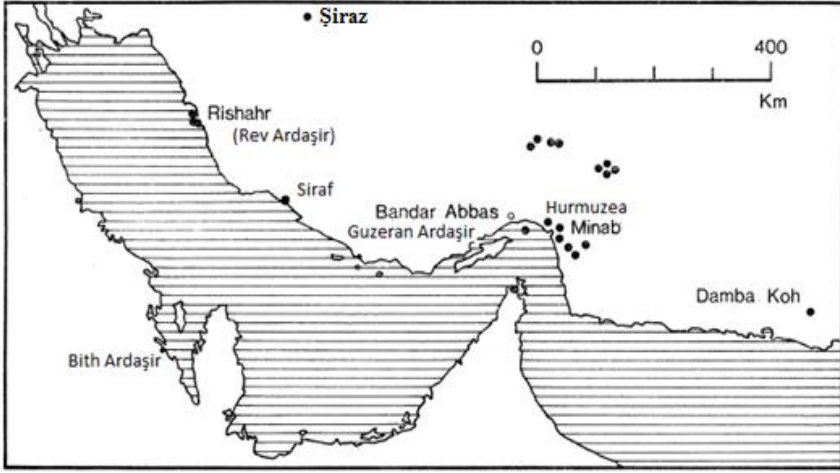 Şiraz
0 400
Km
Rishahr
(Rev Ardaşir)
Siraf
Bandar Abbas
Hurmuzea
Guzeran Ardaşir
Minab
Damba Koh
Bith Ardaşir